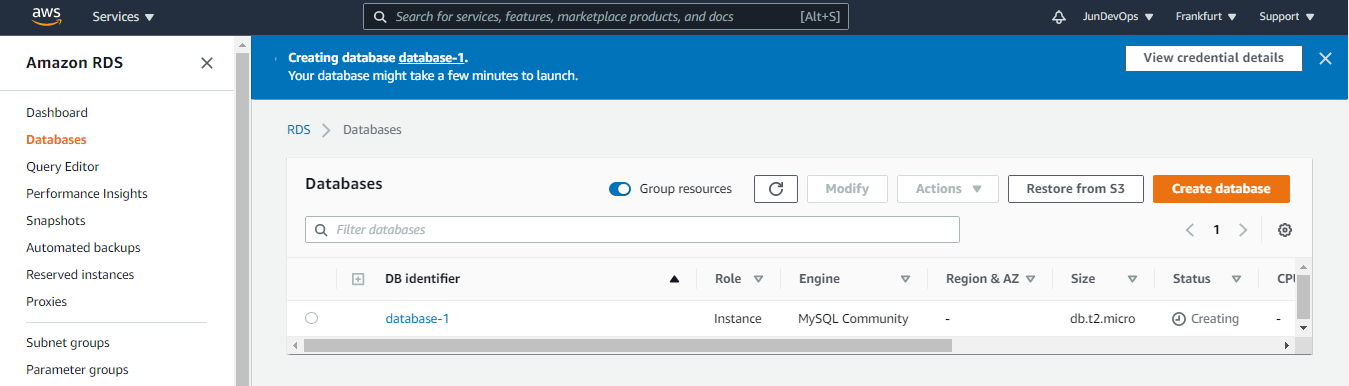 aws Services Search for services, features, marketplace products, and docs [Alt+S] JunDevOps Frankfurt Support
Amazon RDS
Dashboard
Databases
Query Editor
Performance Insights
Snapshots
Automated backups
Reserved instances
Proxies
Subnet groups
Parameter groups
Creating database database-1.
Your database might take a few minutes to launch.
View credential details
RDS Databases
Databases Group resources Modify Actions Restore from S3 Create database
Filter databases 1
DB identifier Role Engine Region & AZ Size Status CPU
database-1 Instance MySQL Community - db.t2.micro Creating -